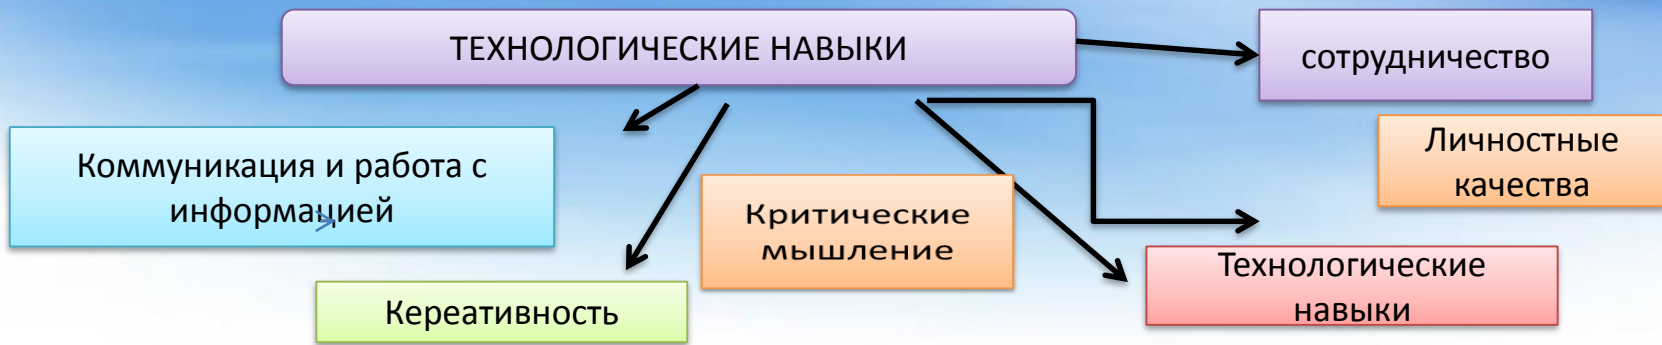 ТЕХНОЛОГИЧЕСКИЕ НАВЫКИ
сотрудничество
Коммуникация и работа с
информацией
Личностные
качества
Критические
мышление
Технологические
навыки
Кереативность